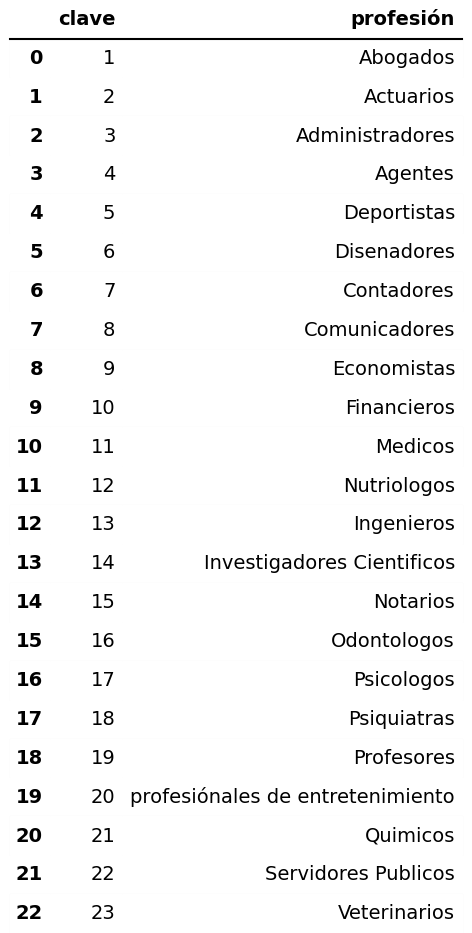 clave profesión
0 1 Abogados
1 2 Actuarios
2 3 Administradores
3 4 Agentes
4 5 Deportistas
5 6 Disenadores
6 7 Contadores
7 8 Comunicadores
8 9 Economistas
9 10 Financieros
10 11 Medicos
11 12 Nutriologos
12 13 Ingenieros
13 14 Investigadores Cientificos
14 15 Notarios
15 16 Odontologos
16 17 Psicologos
17 18 Psiquiatras
18 19 Profesores
19 20 profesiónales de entretenimiento
20 21 Quimicos
21 22 Servidores Publicos
22 23 Veterinarios